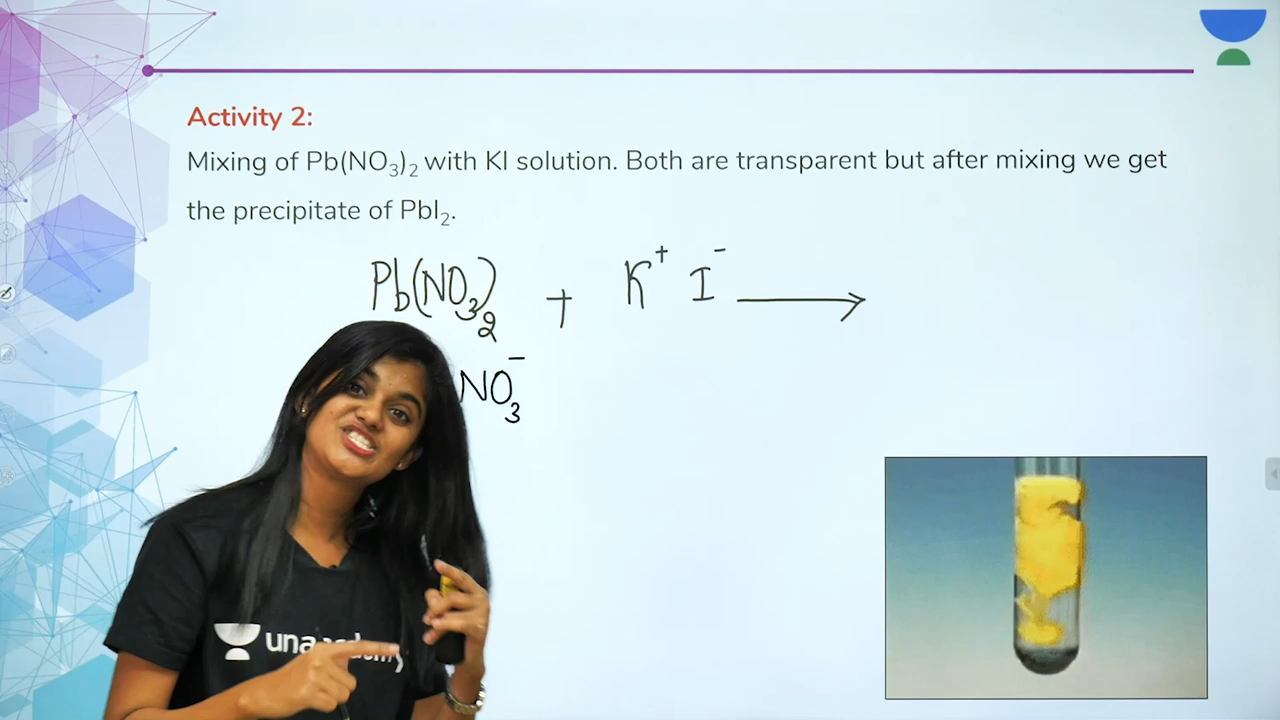 Activity 2:
Mixing of Pb(NO₃)₂ with KI solution. Both are transparent but after mixing we get
the precipitate of PbI₂.
Pb(NO₃)₂ + K⁺ I⁻ ⟶
NO₃⁻
unacademy